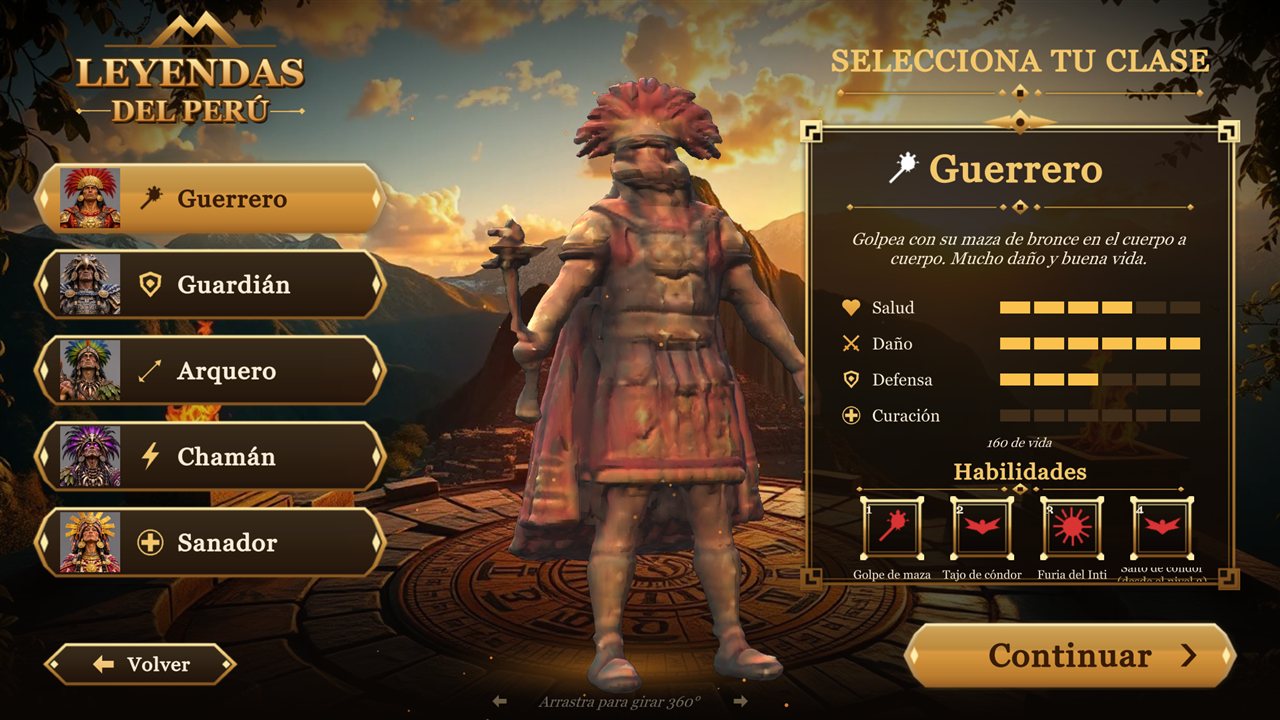 LEYENDAS
DEL PERÚ
Guerrero
Guardián
Arquero
Chamán
Sanador
Volver
Arrastra para girar 360°
SELECCIONA TU CLASE
Guerrero
Golpea con su maza de bronce en el cuerpo a
cuerpo. Mucho daño y buena vida.
Salud
Daño
Defensa
Curación
160 de vida
Habilidades
1
2
3
4
Golpe de maza
Tajo de cóndor
Furia del Inti
Salto de cóndor
Continuar